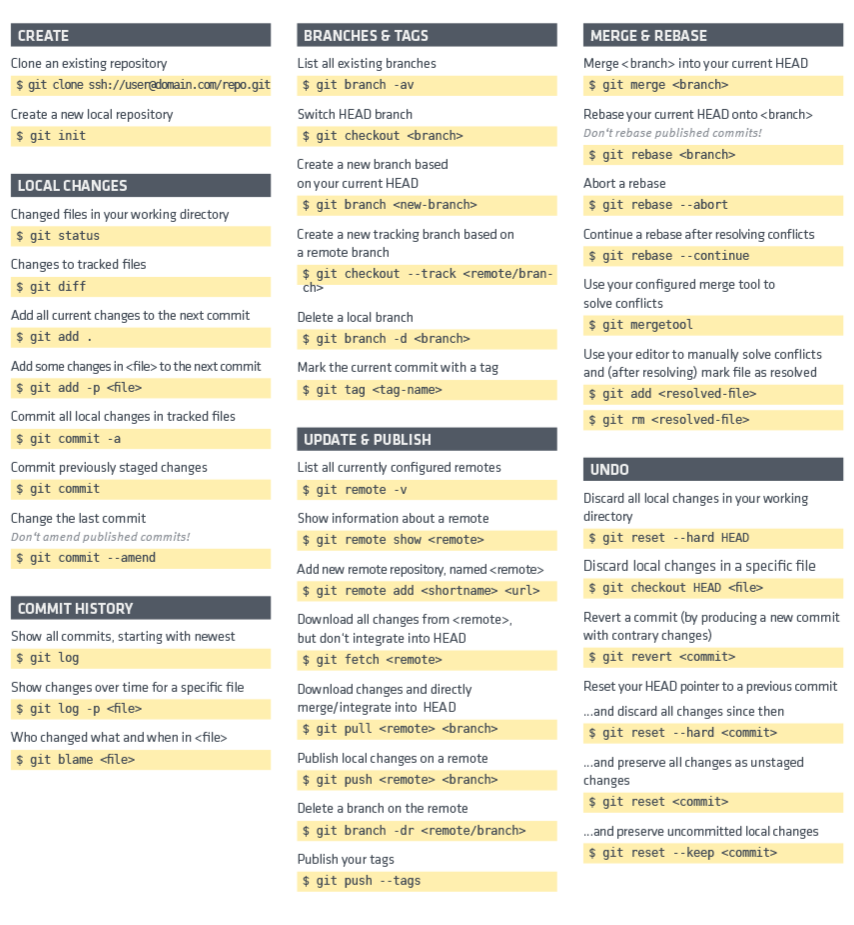 CREATE
Clone an existing repository
$ git clone ssh://user@domain.com/repo.git
Create a new local repository
$ git init
LOCAL CHANGES
Changed files in your working directory
$ git status
Changes to tracked files
$ git diff
Add all current changes to the next commit
$ git add .
Add some changes in <file> to the next commit
$ git add -p <file>
Commit all local changes in tracked files
$ git commit -a
Commit previously staged changes
$ git commit
Change the last commit
Don't amend published commits!
$ git commit --amend
COMMIT HISTORY
Show all commits, starting with newest
$ git log
Show changes over time for a specific file
$ git log -p <file>
Who changed what and when in <file>
$ git blame <file>
BRANCHES & TAGS
List all existing branches
$ git branch -av
Switch HEAD branch
$ git checkout <branch>
Create a new branch based
on your current HEAD
$ git branch <new-branch>
Create a new tracking branch based on
a remote branch
$ git checkout --track <remote/bran-
ch>
Delete a local branch
$ git branch -d <branch>
Mark the current commit with a tag
$ git tag <tag-name>
UPDATE & PUBLISH
List all currently configured remotes
$ git remote -v
Show information about a remote
$ git remote show <remote>
Add new remote repository, named <remote>
$ git remote add <shortname> <url>
Download all changes from <remote>,
but don't integrate into HEAD
$ git fetch <remote>
Download changes and directly
merge/integrate into HEAD
$ git pull <remote> <branch>
Publish local changes on a remote
$ git push <remote> <branch>
Delete a branch on the remote
$ git branch -dr <remote/branch>
Publish your tags
$ git push --tags
MERGE & REBASE
Merge <branch> into your current HEAD
$ git merge <branch>
Rebase your current HEAD onto <branch>
Don't rebase published commits!
$ git rebase <branch>
Abort a rebase
$ git rebase --abort
Continue a rebase after resolving conflicts
$ git rebase --continue
Use your configured merge tool to
solve conflicts
$ git mergetool
Use your editor to manually solve conflicts
and (after resolving) mark file as resolved
$ git add <resolved-file>
$ git rm <resolved-file>
UNDO
Discard all local changes in your working
directory
$ git reset --hard HEAD
Discard local changes in a specific file
$ git checkout HEAD <file>
Revert a commit (by producing a new commit
with contrary changes)
$ git revert <commit>
Reset your HEAD pointer to a previous commit
...and discard all changes since then
$ git reset --hard <commit>
...and preserve all changes as unstaged
changes
$ git reset <commit>
...and preserve uncommitted local changes
$ git reset --keep <commit>